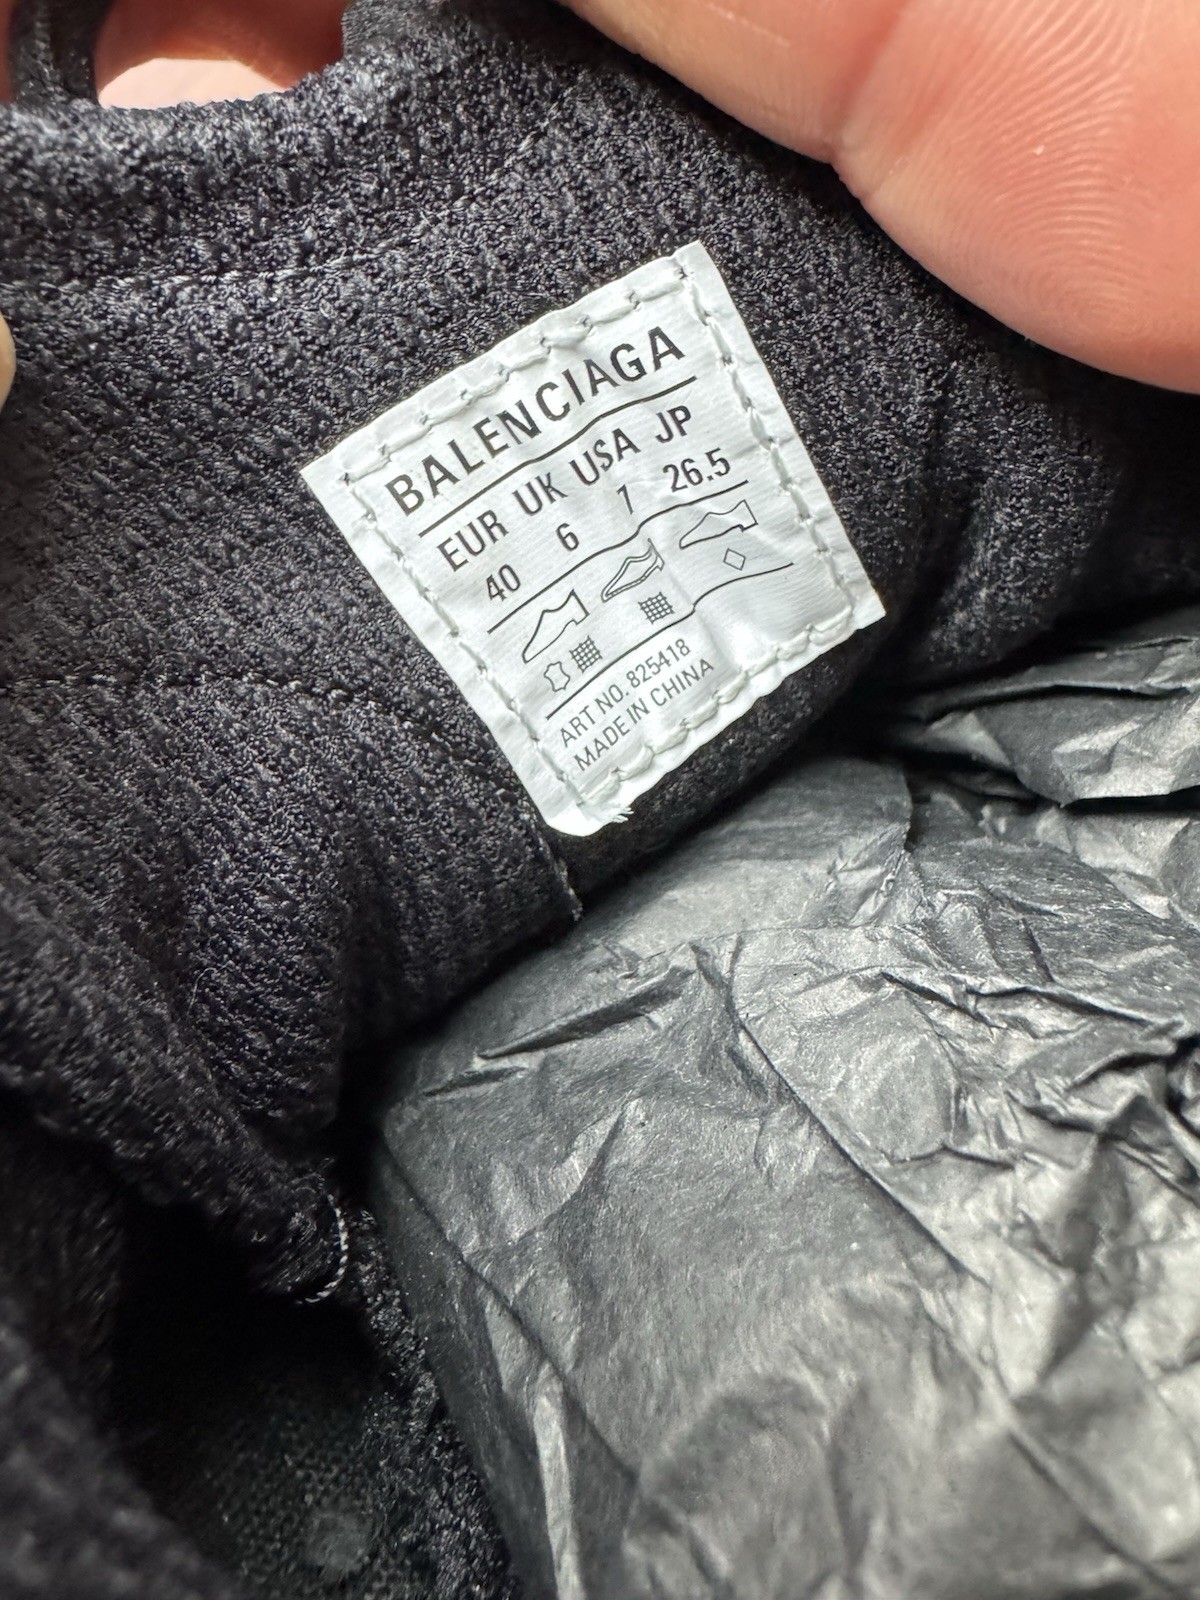 BALENCIAGA
EUR UK USA JP
40 6 7 26.5
ART.NO. 825418
MADE IN CHINA